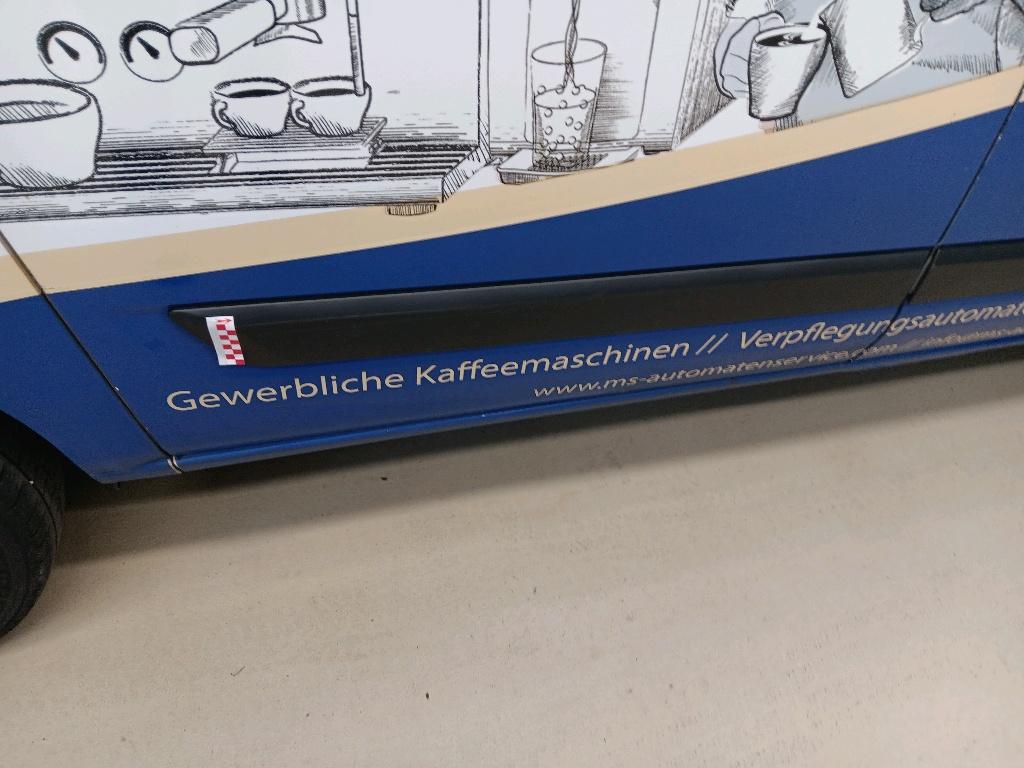 Gewerbliche Kaffeemaschinen // Verpflegungsautomat
www.ms-automatenservice.com //